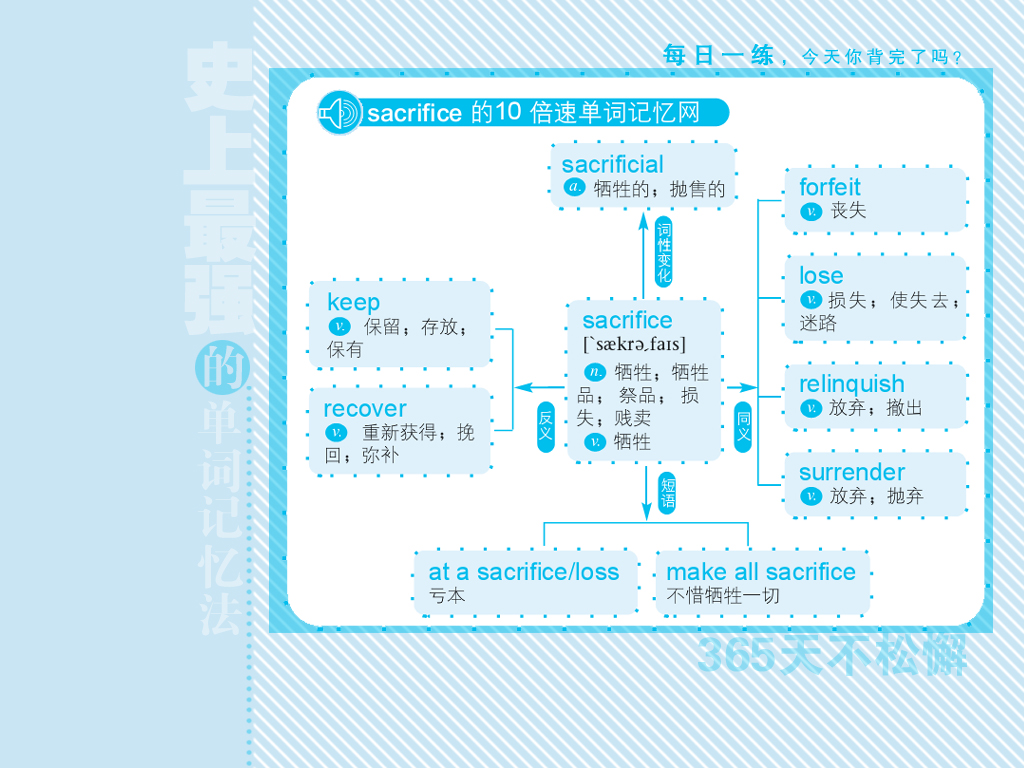 每日一练，今天你背完了吗?
史上最强的单词记忆法
sacrifice 的10 倍速单词记忆网
sacrificial
a. 牺牲的；抛售的
词性变化
keep
v. 保留；存放；
保有
recover
v. 重新获得；挽
回；弥补
反义
sacrifice
[ˋsækrə˛faɪs]
n. 牺牲；牺牲
品；祭品；损
失；贱卖
v. 牺牲
同义
forfeit
v. 丧失
lose
v. 损失；使失去；
迷路
relinquish
v. 放弃；撤出
surrender
v. 放弃；抛弃
短语
at a sacrifice/loss
亏本
make all sacrifice
不惜牺牲一切
365天不松懈